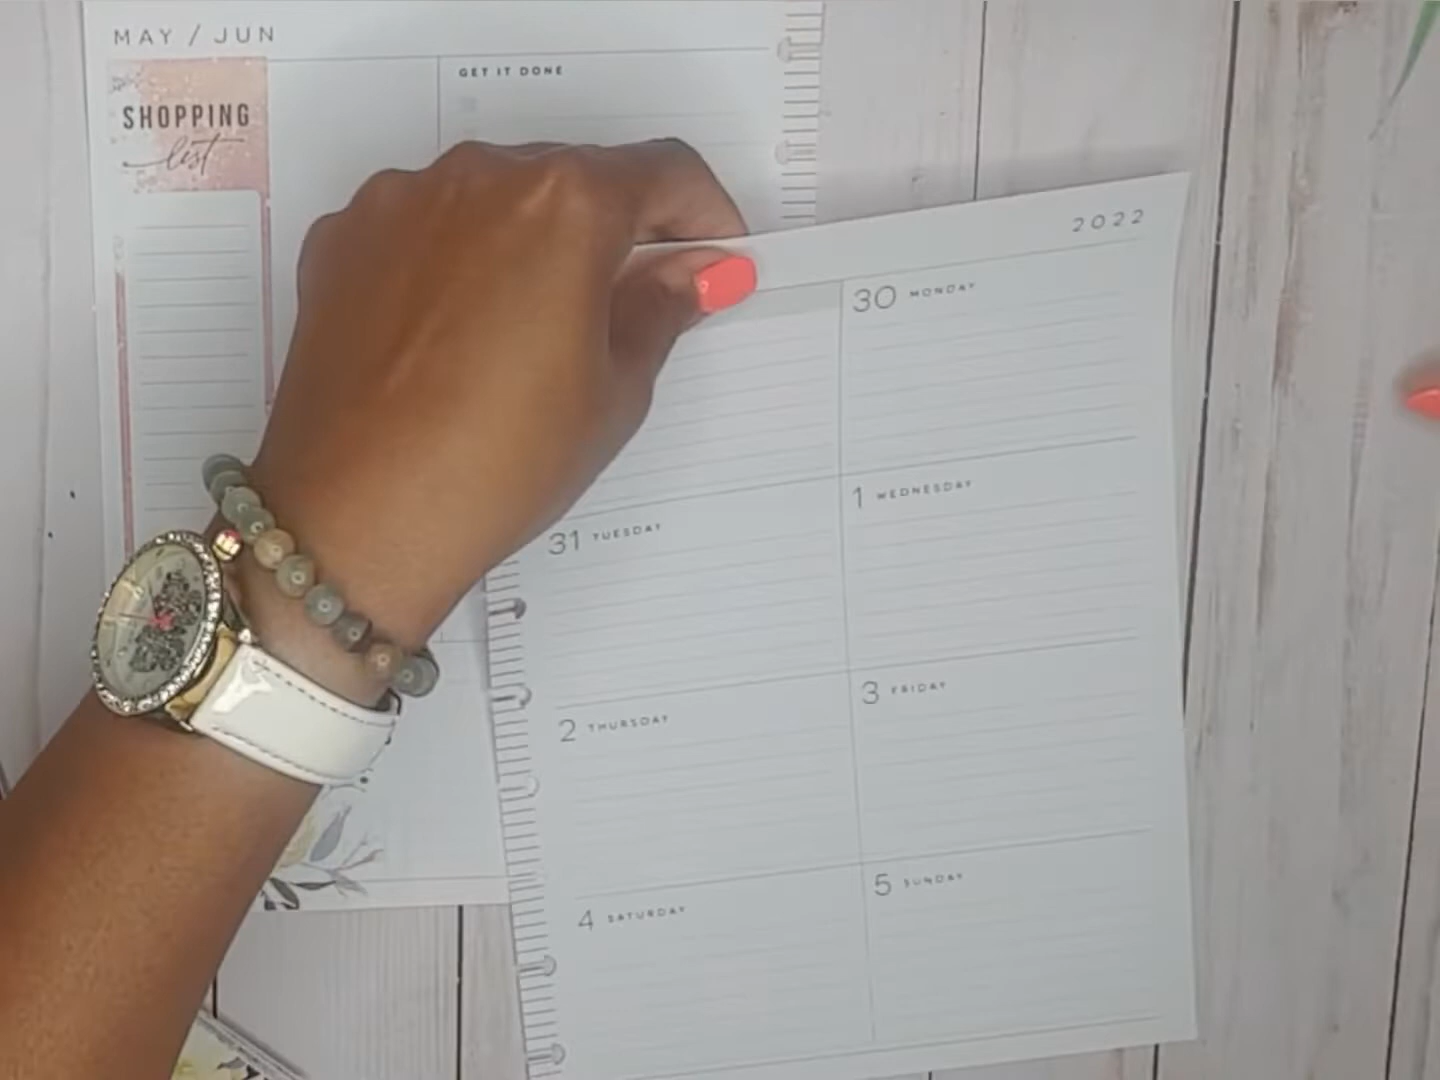 MAY / JUN
SHOPPING
list
GET IT DONE
2022
30 MONDAY
31 TUESDAY
1 WEDNESDAY
2 THURSDAY
3 FRIDAY
4 SATURDAY
5 SUNDAY